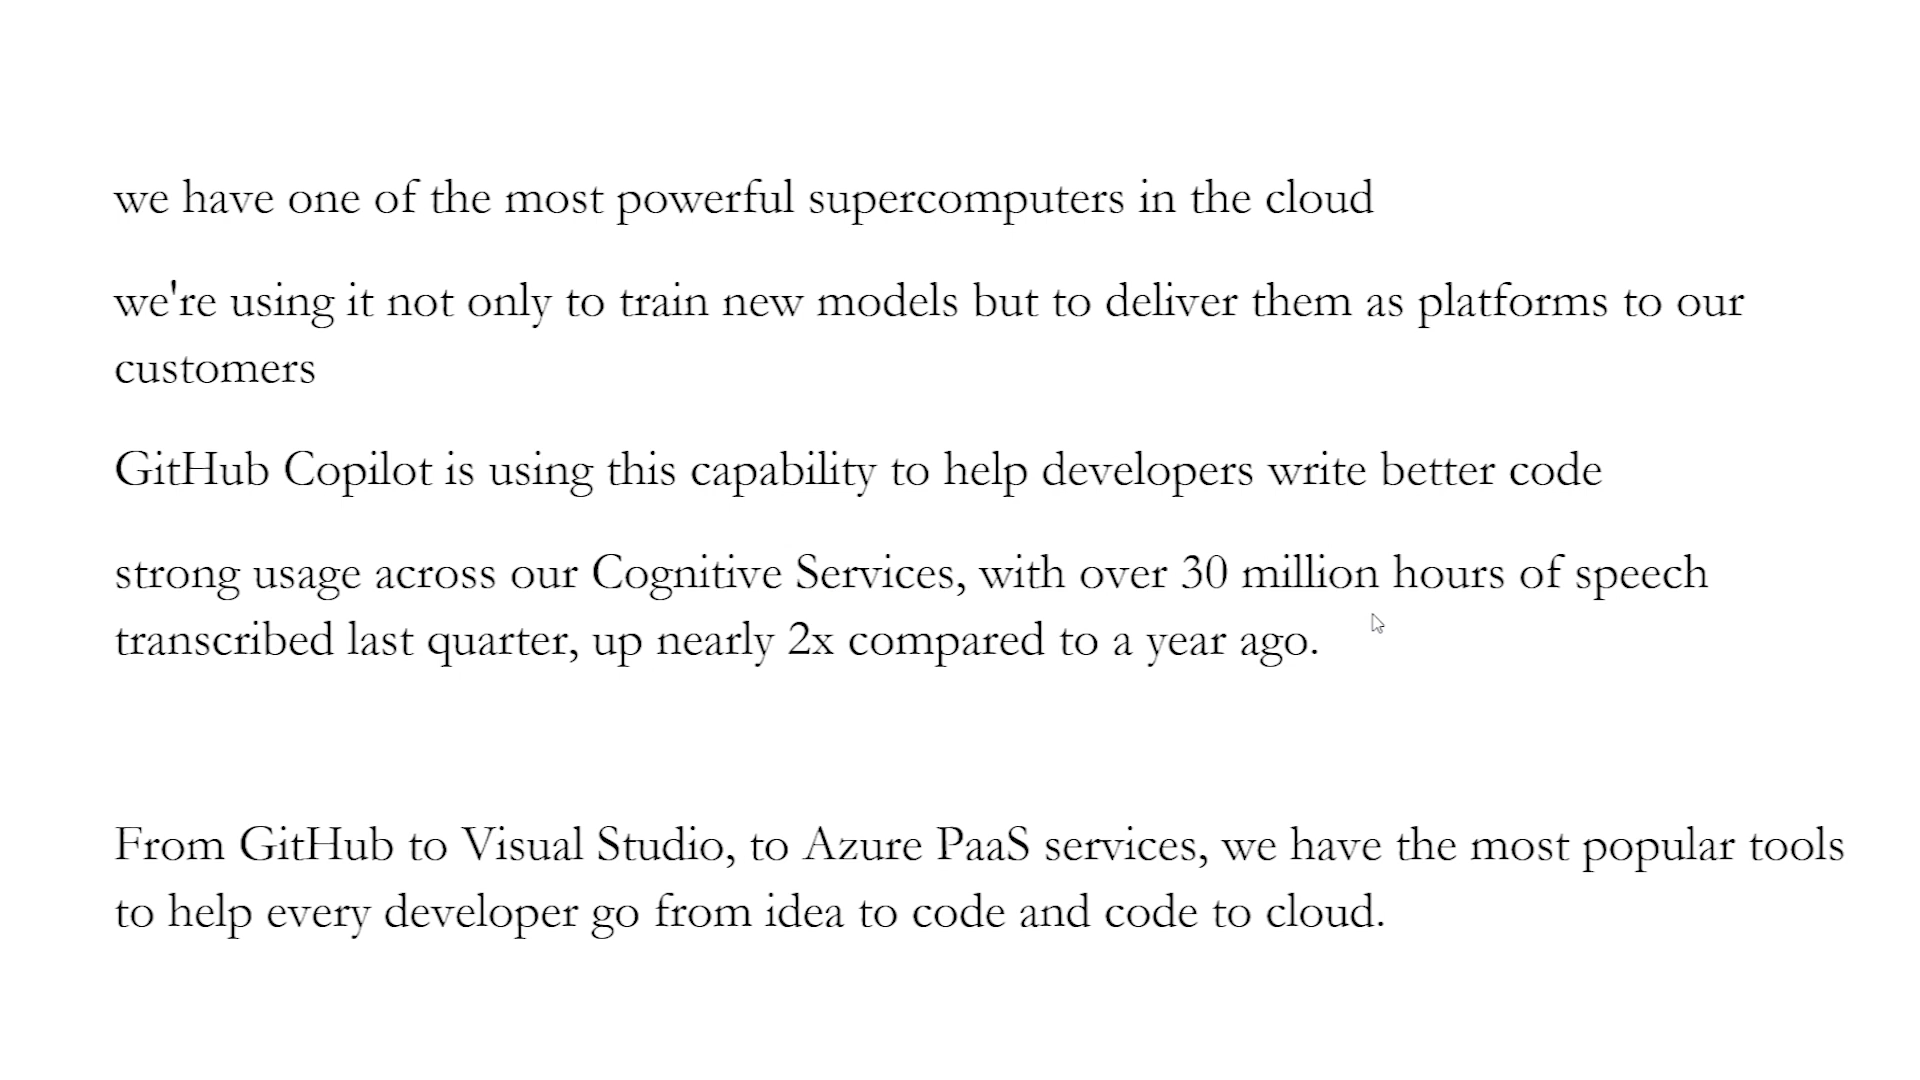 we have one of the most powerful supercomputers in the cloud
we're using it not only to train new models but to deliver them as platforms to our
customers
GitHub Copilot is using this capability to help developers write better code
strong usage across our Cognitive Services, with over 30 million hours of speech
transcribed last quarter, up nearly 2x compared to a year ago.
From GitHub to Visual Studio, to Azure PaaS services, we have the most popular tools
to help every developer go from idea to code and code to cloud.